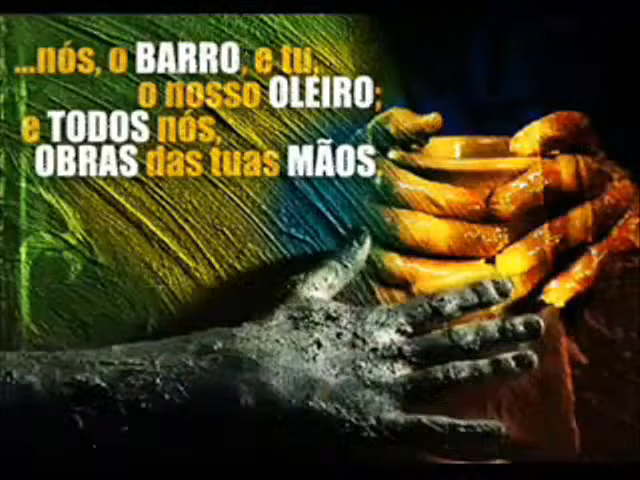 ...nós, o BARRO, e tu,
o nosso OLEIRO;
e TODOS nós,
OBRAS das tuas MÃOS.